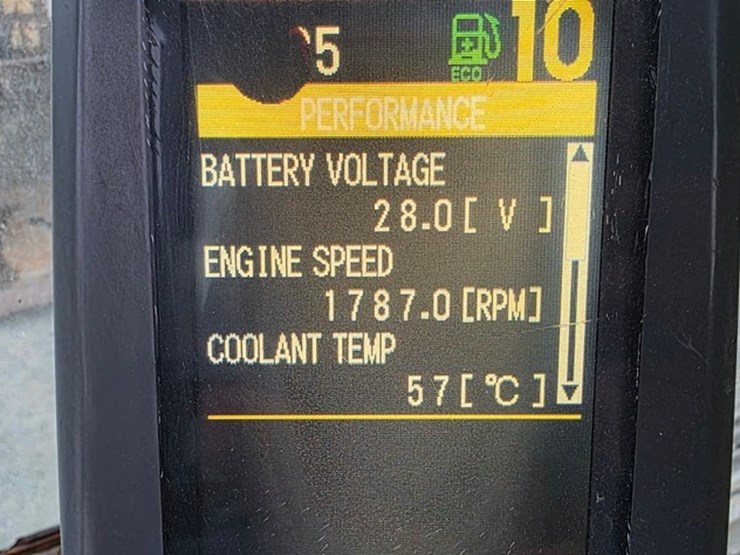 5 ECO 10
PERFORMANCE
BATTERY VOLTAGE
28.0[ V ]
ENGINE SPEED
1787.0[RPM]
COOLANT TEMP
57[ ℃ ]